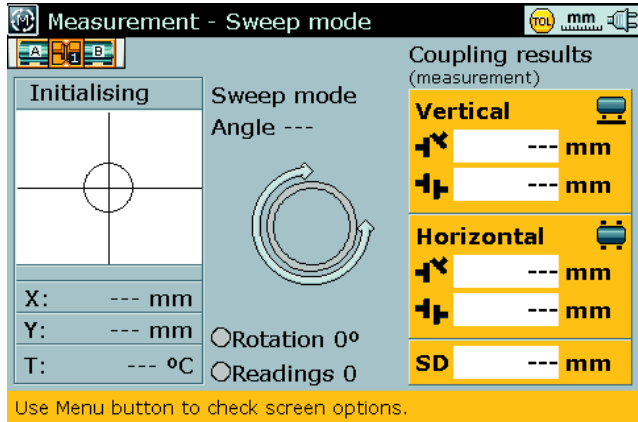 Measurement - Sweep mode
TOL mm
A 1 B
Initialising
X: --- mm
Y: --- mm
T: --- ºC
Sweep mode
Angle ---
Rotation 0º
Readings 0
Coupling results
(measurement)
Vertical
--- mm
--- mm
Horizontal
--- mm
--- mm
SD --- mm
Use Menu button to check screen options.